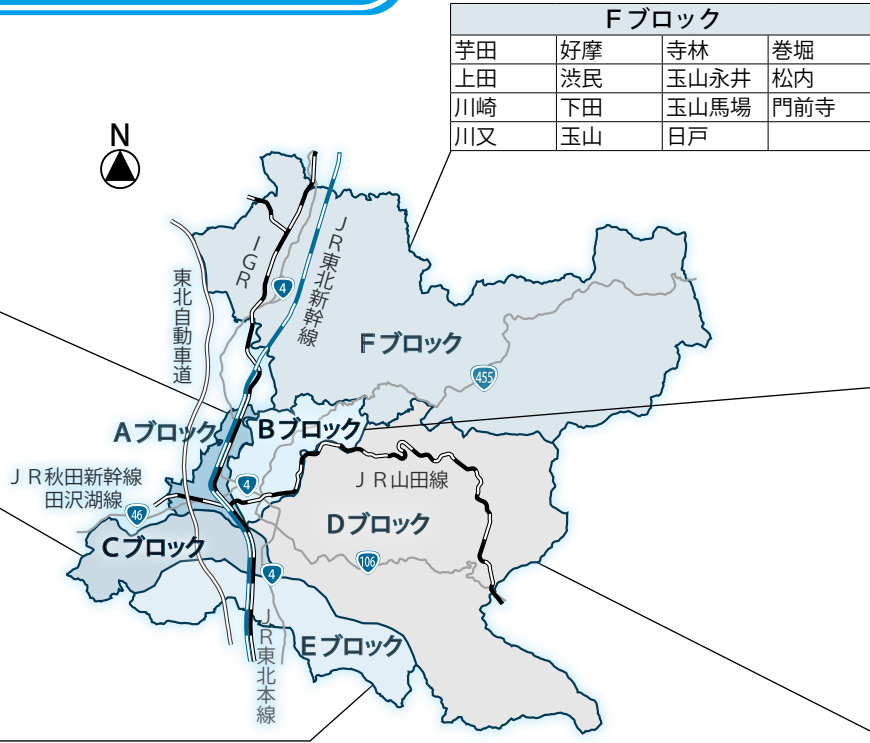 Fブロック
芋田 好摩 寺林 巻堀
上田 渋民 玉山永井 松内
川崎 下田 玉山馬場 門前寺
川又 玉山 日戸
N
IGR
4
JR東北新幹線
東北自動車道
Fブロック
455
Aブロック
Bブロック
JR秋田新幹線
田沢湖線
4
JR山田線
46
Dブロック
Cブロック
106
4
JR東北本線
Eブロック